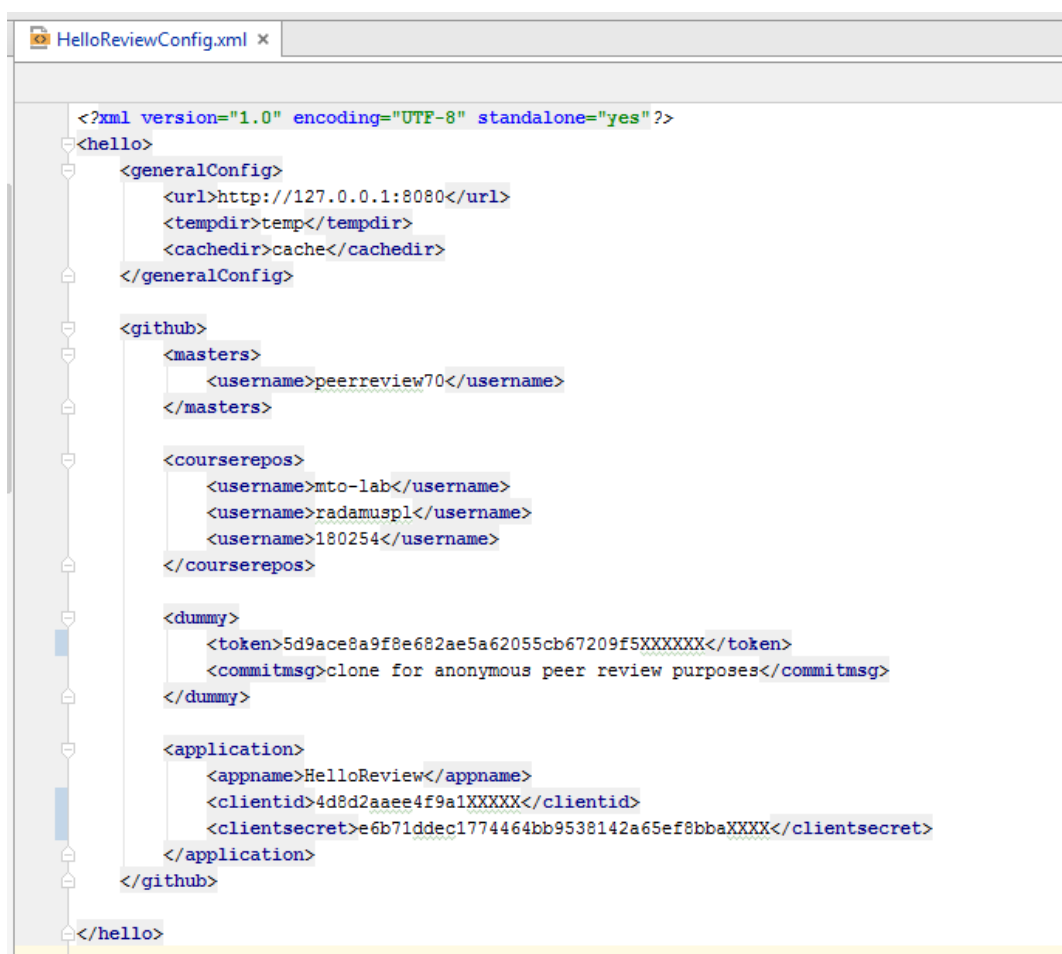 HelloReviewConfig.xml ×
<?xml version="1.0" encoding="UTF-8" standalone="yes"?>
<hello>
<generalConfig>
<url>http://127.0.0.1:8080</url>
<tempdir>temp</tempdir>
<cachedir>cache</cachedir>
</generalConfig>
<github>
<masters>
<username>peerreview70</username>
</masters>
<courserepos>
<username>mto-lab</username>
<username>radamuspl</username>
<username>180254</username>
</courserepos>
<dummy>
<token>5d9ace8a9f8e682ae5a62055cb67209f5XXXXXX</token>
<commitmsg>clone for anonymous peer review purposes</commitmsg>
</dummy>
<application>
<appname>HelloReview</appname>
<clientid>4d8d2aaee4f9a1XXXXX</clientid>
<clientsecret>e6b71ddec1774464bb9538142a65ef8bbaXXXX</clientsecret>
</application>
</github>
</hello>